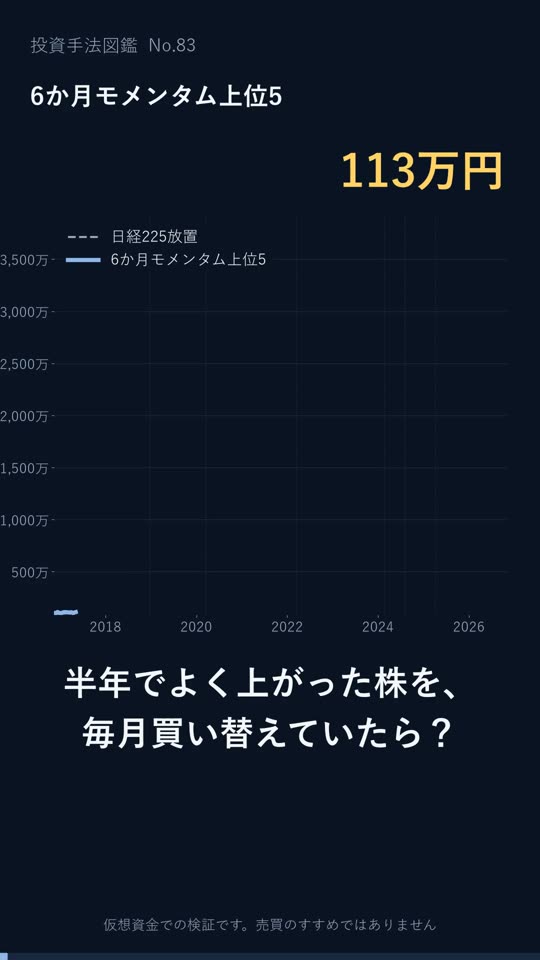 投資手法図鑑 No.83
6か月モメンタム上位5
113万円
日経225放置
6か月モメンタム上位5
3,500万
3,000万
2,500万
2,000万
1,500万
1,000万
500万
2018 2020 2022 2024 2026
半年でよく上がった株を、
毎月買い替えていたら？
仮想資金での検証です。売買のすすめではありません